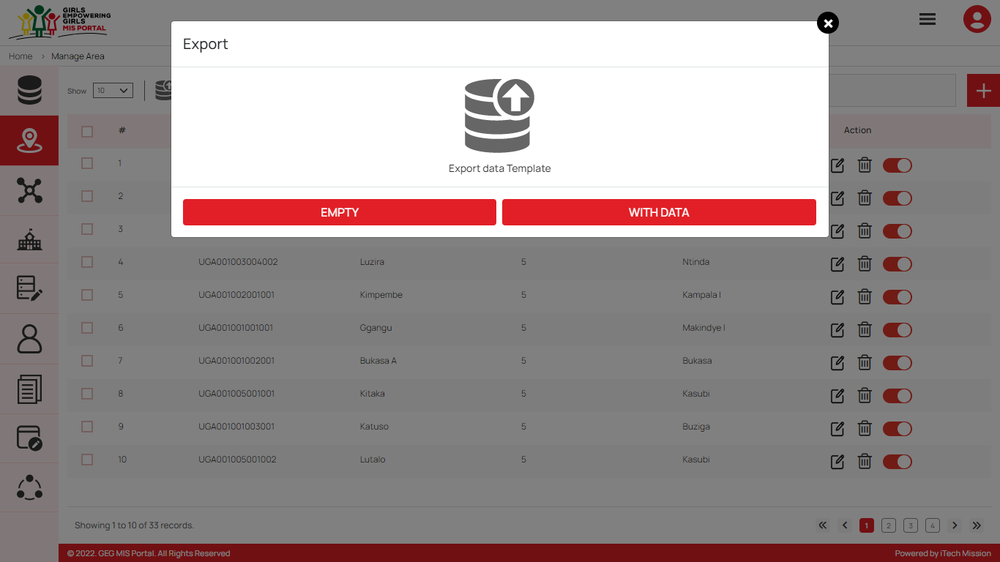 GIRLS
EMPOWERING
GIRLS
MIS PORTAL
Export
Home > Manage Area
Show 10
Export data Template
# Action
EMPTY WITH DATA
1
2
3
4 UGA001003004002 Luzira 5 Ntinda
5 UGA001002001001 Kimpembe 5 Kampala I
6 UGA001001001001 Ggangu 5 Makindye I
7 UGA001001002001 Bukasa A 5 Bukasa
8 UGA001005001001 Kitaka 5 Kasubi
9 UGA001001003001 Katuso 5 Buziga
10 UGA001005001002 Lutalo 5 Kasubi
Showing 1 to 10 of 33 records. 1 2 3 4
© 2022. GEG MIS Portal. All Rights Reserved Powered by iTech Mission